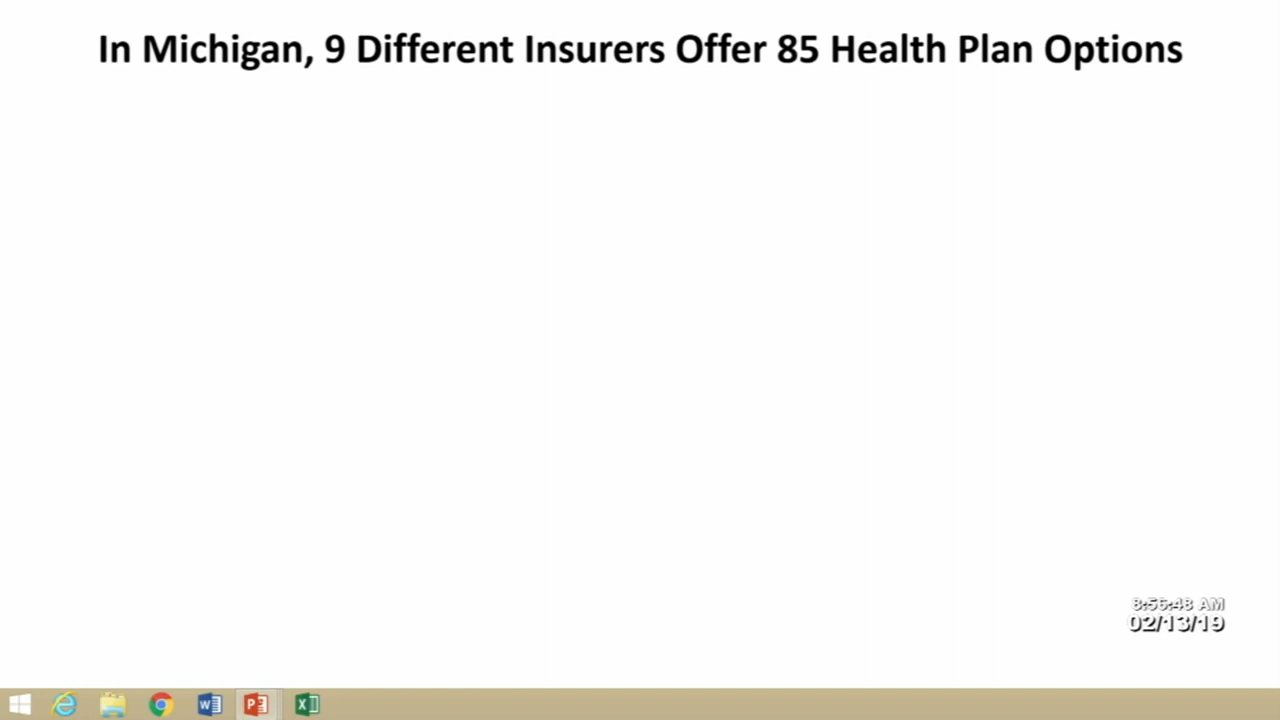 In Michigan, 9 Different Insurers Offer 85 Health Plan Options
8:56:48 AM
02/13/19